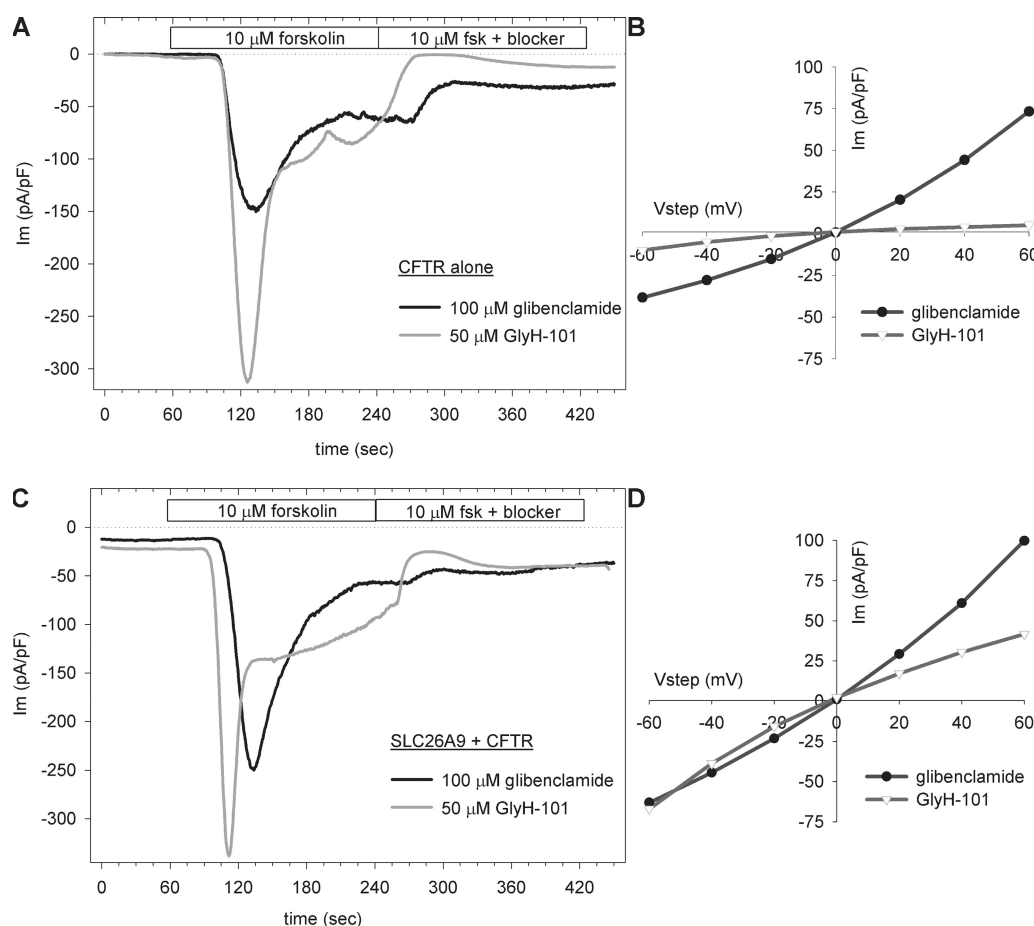 A
10 μM forskolin
10 μM fsk + blocker
0
-50
-100
-150
-200
-250
-300
Im (pA/pF)
CFTR alone
100 μM glibenclamide
50 μM GlyH-101
0 60 120 180 240 300 360 420
time (sec)
B
100
75
50
25
0
-25
-50
-75
Im (pA/pF)
Vstep (mV)
-60 -40 -20 0 20 40 60
glibenclamide
GlyH-101
C
10 μM forskolin
10 μM fsk + blocker
0
-50
-100
-150
-200
-250
-300
Im (pA/pF)
SLC26A9 + CFTR
100 μM glibenclamide
50 μM GlyH-101
0 60 120 180 240 300 360 420
time (sec)
D
100
75
50
25
0
-25
-50
-75
Im (pA/pF)
Vstep (mV)
-60 -40 -20 0 20 40 60
glibenclamide
GlyH-101